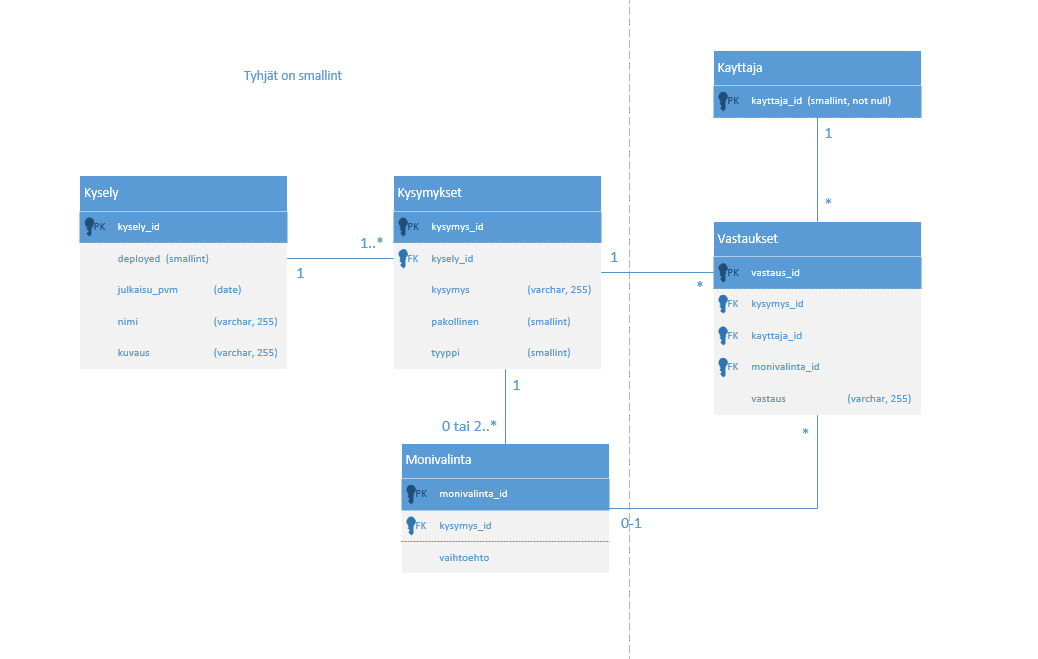 Tyhjät on smallint
Kysely
PK kysely_id
deployed (smallint)
julkaisu_pvm (date)
nimi (varchar, 255)
kuvaus (varchar, 255)
1
1..*
Kysymykset
PK kysymys_id
FK kysely_id
kysymys (varchar, 255)
pakollinen (smallint)
tyyppi (smallint)
1
0 tai 2..*
Monivalinta
PK monivalinta_id
FK kysymys_id
vaihtoehto
0-1
*
1
*
Kayttaja
PK kayttaja_id (smallint, not null)
1
*
Vastaukset
PK vastaus_id
FK kysymys_id
FK kayttaja_id
FK monivalinta_id
vastaus (varchar, 255)